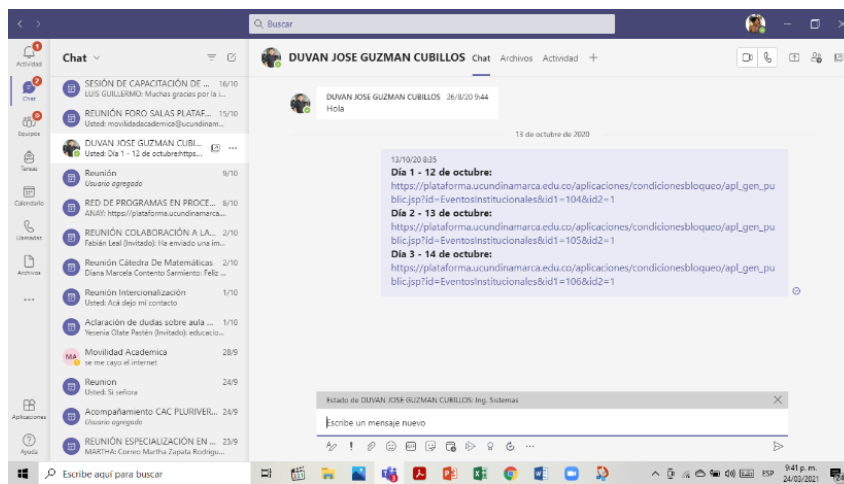 Buscar
Actividad
Chat
Equipos
Tareas
Calendario
Llamadas
Archivos
Aplicaciones
Ayuda
Chat
SESIÓN DE CAPACITACIÓN DE ... 16/10
LUIS GUILLERMO: Muchas gracias por la i...
REUNIÓN FORO SALAS PLATAF... 15/10
Usted: movilidadacademica@ucundinam...
DUVAN JOSE GUZMAN CUBI...
Usted: Día 1 - 12 de octubre:https...
Reunión 9/10
Usuario agregado
RED DE PROGRAMAS EN PROCE... 8/10
ANAY: https://plataforma.ucundinamarca....
REUNIÓN COLABORACIÓN A LA... 2/10
Fabián Leal (Invitado): Ha enviado una im...
Reunión Cátedra De Matemáticas 2/10
Diana Marcela Contento Sarmiento: Feliz ...
Reunión Intercionalización 1/10
Usted: Acá dejo mi contacto
Aclaración de dudas sobre aula ... 1/10
Yesenia Olate Pastén (Invitado): educacio...
MA
Movilidad Academica 28/9
se me cayo el internet
Reunion 24/9
Usted: Si señora
Acompañamiento CAC PLURIVER... 24/9
Usuario agregado
REUNIÓN ESPECIALIZACIÓN EN ... 23/9
MARTHA: Correo Martha Zapata Rodrigu...
DUVAN JOSE GUZMAN CUBILLOS Chat Archivos Actividad +
DUVAN JOSE GUZMAN CUBILLOS 26/8/20 9:44
Hola
13 de octubre de 2020
13/10/20 8:35
Día 1 - 12 de octubre:
https://plataforma.ucundinamarca.edu.co/aplicaciones/condicionesbloqueo/apl_gen_pu
blic.jsp?id=EventosInstitucionales&id1=104&id2=1
Día 2 - 13 de octubre:
https://plataforma.ucundinamarca.edu.co/aplicaciones/condicionesbloqueo/apl_gen_pu
blic.jsp?id=EventosInstitucionales&id1=105&id2=1
Día 3 - 14 de octubre:
https://plataforma.ucundinamarca.edu.co/aplicaciones/condicionesbloqueo/apl_gen_pu
blic.jsp?id=EventosInstitucionales&id1=106&id2=1
Estado de DUVAN JOSE GUZMAN CUBILLOS: Ing. Sistemas
Escribe un mensaje nuevo
Escribe aquí para buscar
ESP
9:41 p. m.
24/03/2021